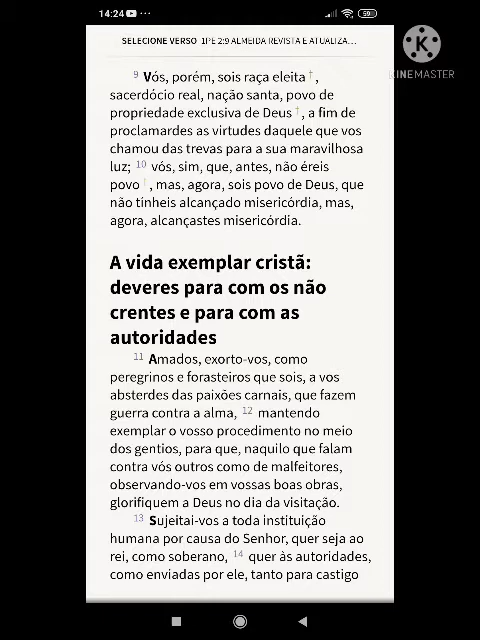 14:24
59
SELECIONE VERSO 1PE 2:9 ALMEIDA REVISTA E ATUALIZA...
KINEMASTER
9 Vós, porém, sois raça eleita †,
sacerdócio real, nação santa, povo de
propriedade exclusiva de Deus †, a fim de
proclamardes as virtudes daquele que vos
chamou das trevas para a sua maravilhosa
luz; 10 vós, sim, que, antes, não éreis
povo †, mas, agora, sois povo de Deus, que
não tínheis alcançado misericórdia, mas,
agora, alcançastes misericórdia.
A vida exemplar cristã:
deveres para com os não
crentes e para com as
autoridades
11 Amados, exorto-vos, como
peregrinos e forasteiros que sois, a vos
absterdes das paixões carnais, que fazem
guerra contra a alma, 12 mantendo
exemplar o vosso procedimento no meio
dos gentios, para que, naquilo que falam
contra vós outros como de malfeitores,
observando-vos em vossas boas obras,
glorifiquem a Deus no dia da visitação.
13 Sujeitai-vos a toda instituição
humana por causa do Senhor, quer seja ao
rei, como soberano, 14 quer às autoridades,
como enviadas por ele, tanto para castigo